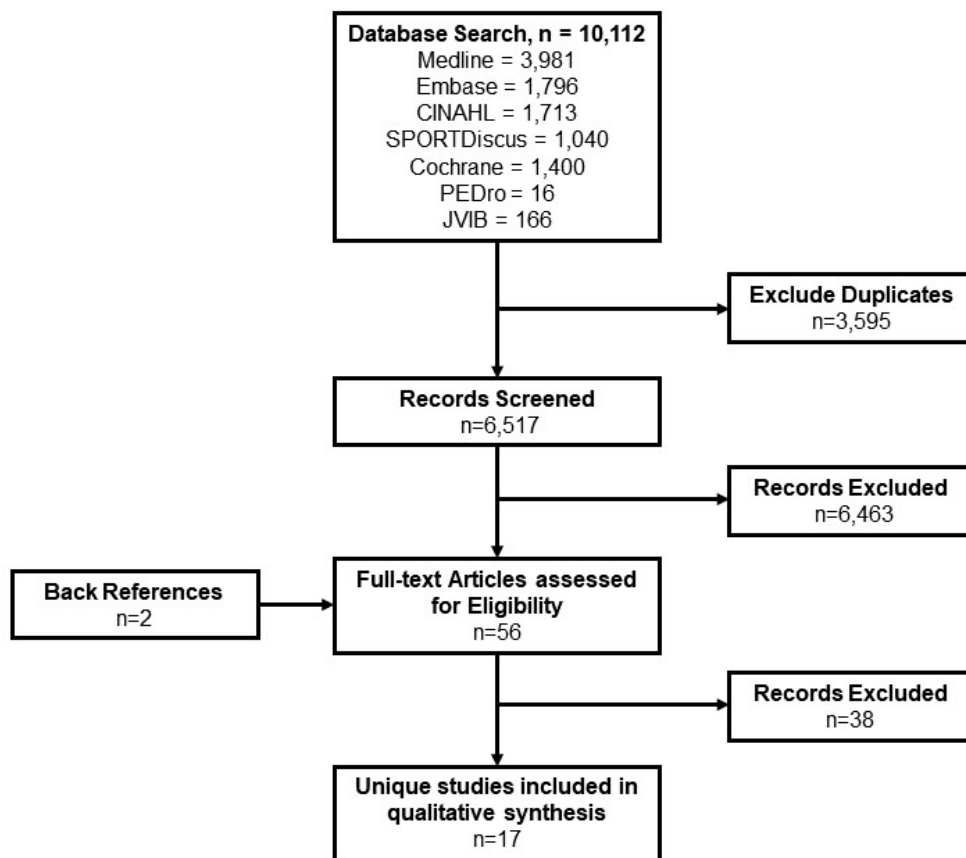 Database Search, n = 10,112
Medline = 3,981
Embase = 1,796
CINAHL = 1,713
SPORTDiscus = 1,040
Cochrane = 1,400
PEDro = 16
JVIB = 166
Exclude Duplicates
n=3,595
Records Screened
n=6,517
Records Excluded
n=6,463
Back References
n=2
Full-text Articles assessed
for Eligibility
n=56
Records Excluded
n=38
Unique studies included in
qualitative synthesis
n=17